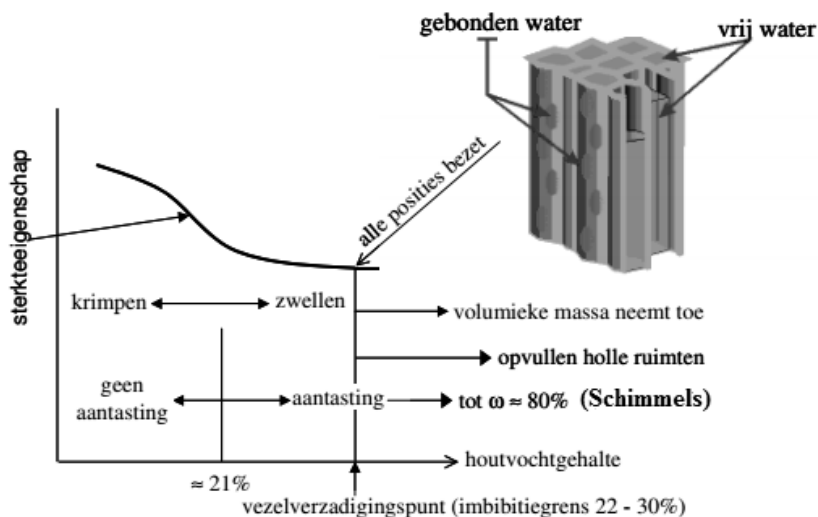 gebonden water
vrij water
sterkteeigenschap
alle posities bezet
krimpen
zwellen
volumieke massa neemt toe
opvullen holle ruimten
geen
aantasting
aantasting
tot ω ≈ 80% (Schimmels)
houtvochtgehalte
≈ 21%
vezelverzadigingspunt (imbibitiegrens 22 - 30%)